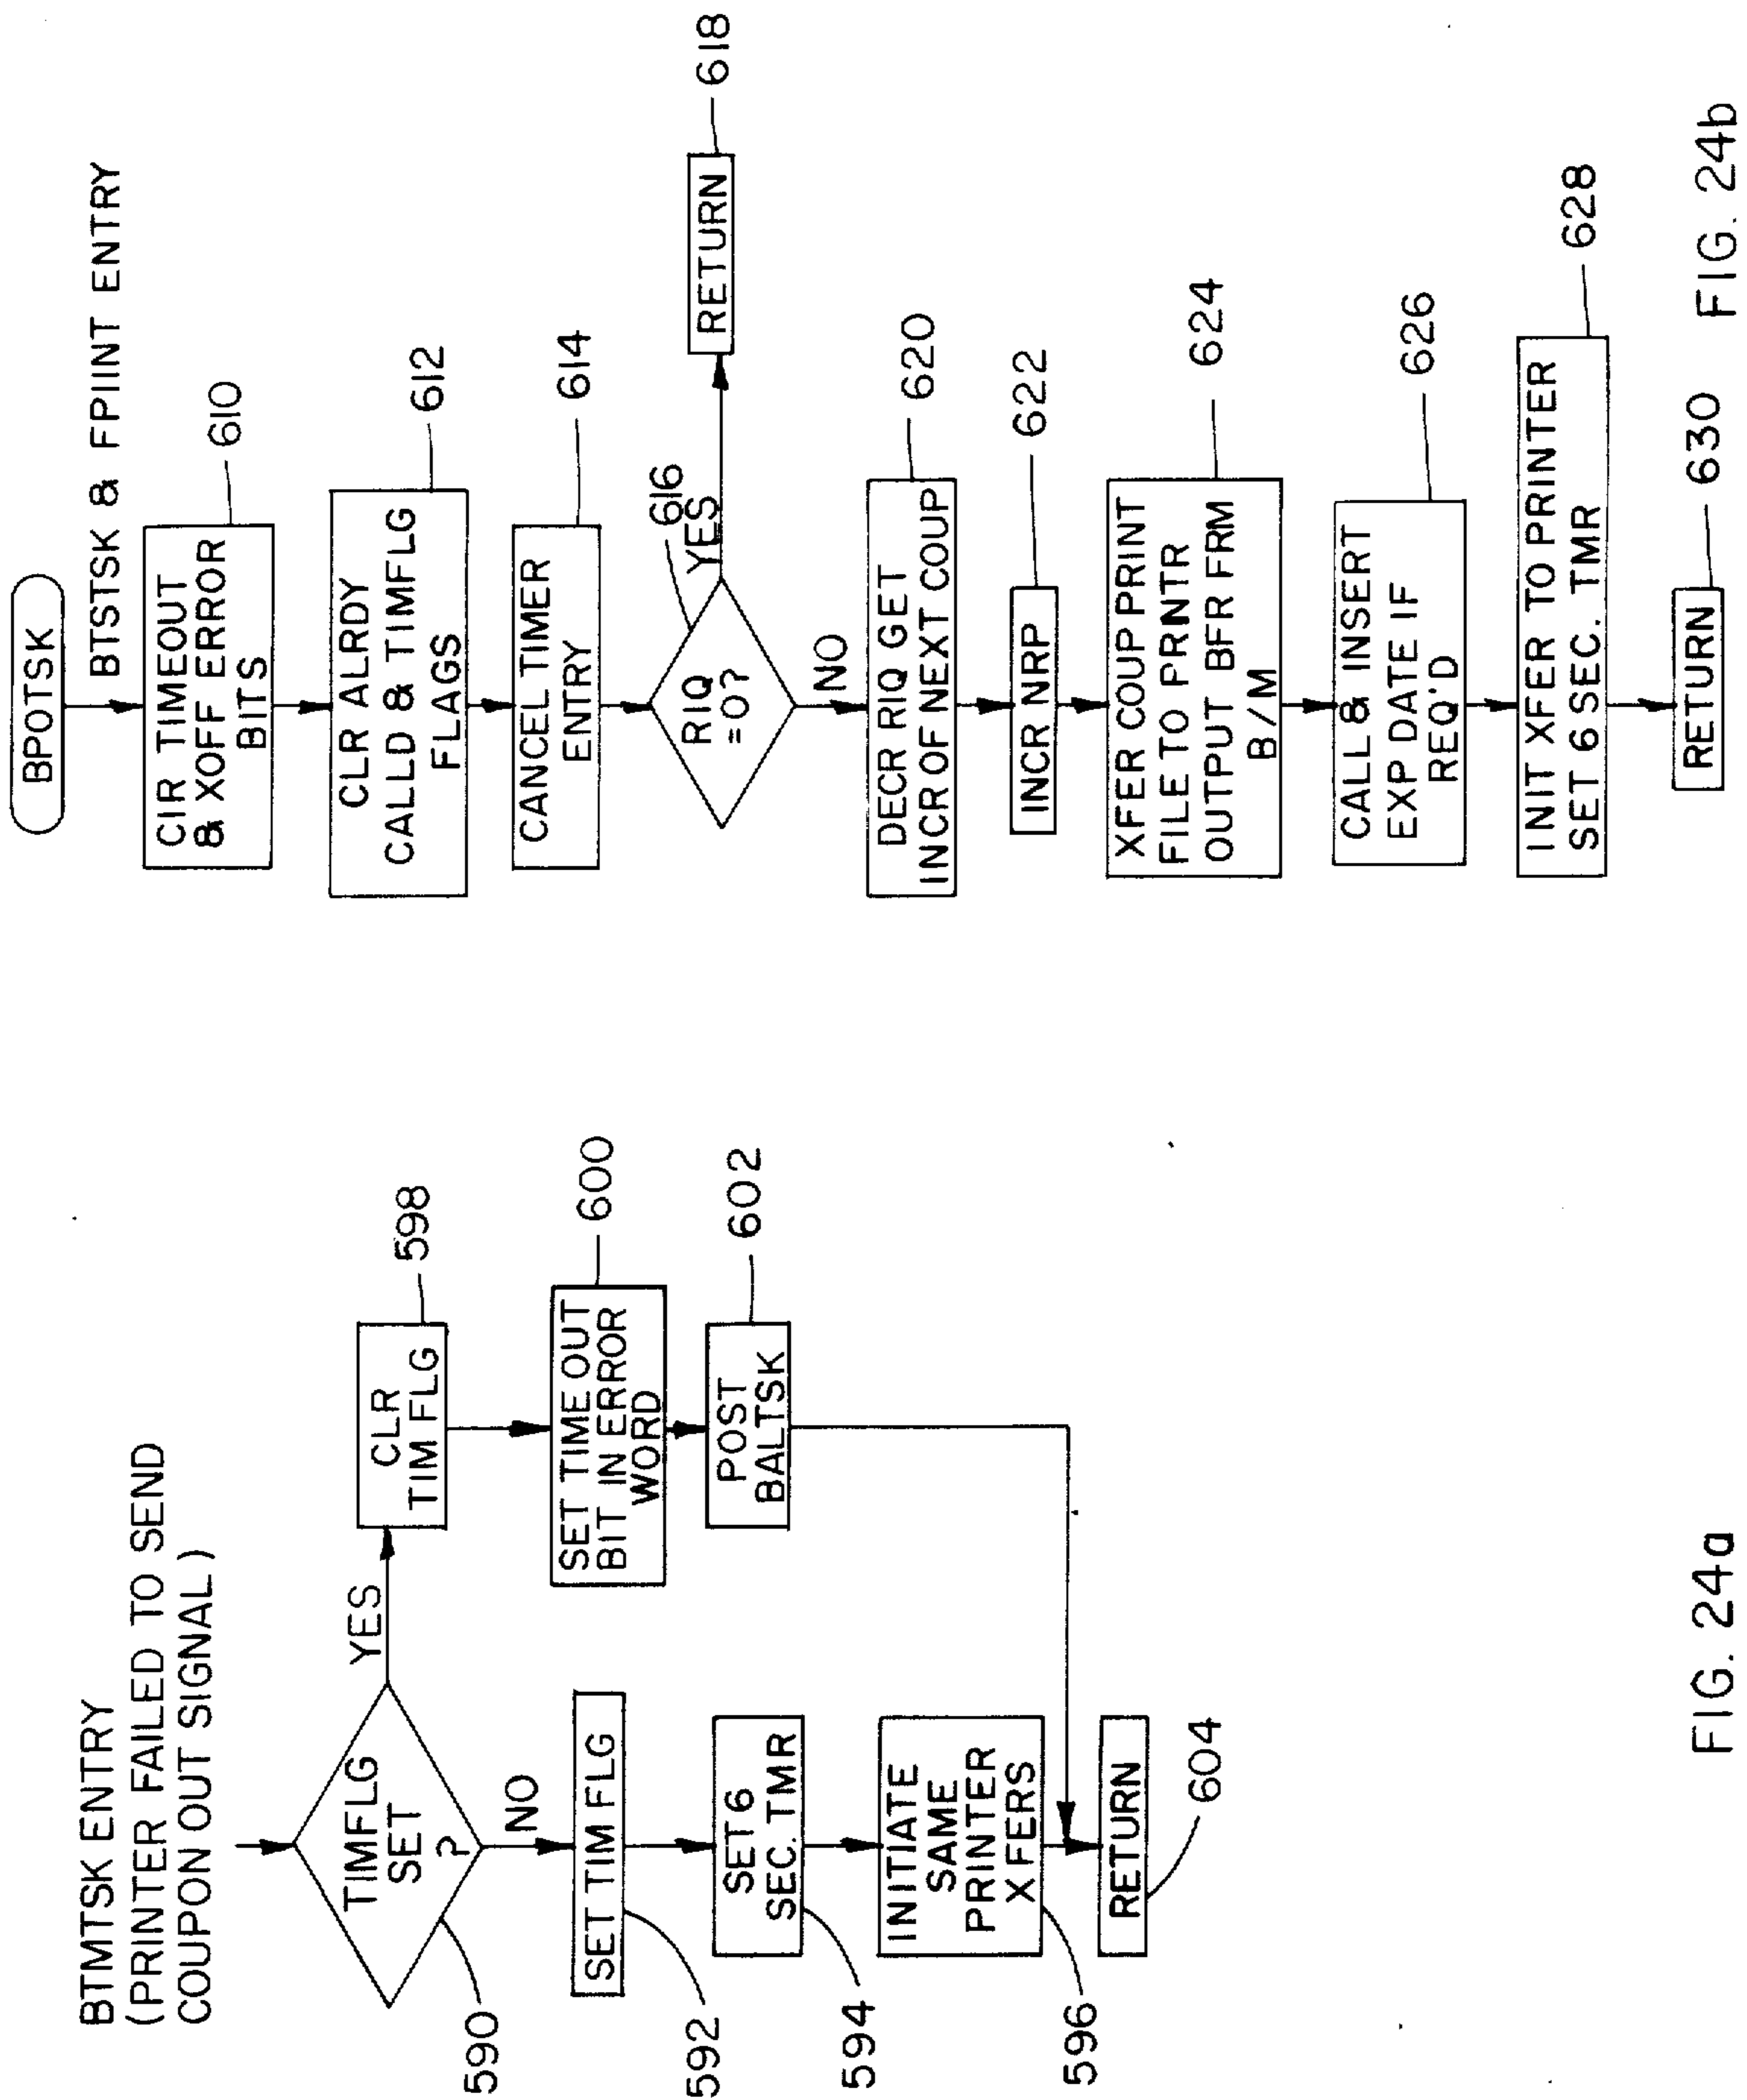 BTMTSK ENTRY
(PRINTER FAILED TO SEND
COUPON OUT SIGNAL)
TIMFLG
SET
?
590
YES
NO
CLR
TIM FLG
598
SET TIME OUT
BIT IN ERROR
WORD
600
POST
BALTSK
602
SET TIM FLG
592
SET 6
SEC. TMR
594
INITIATE
SAME
PRINTER
XFERS
596
RETURN
604
FIG. 24a
BPOTSK
BTSTSK & FPIINT ENTRY
CIR TIMEOUT
& XOFF ERROR
BITS
610
CLR ALRDY
CALLD & TIMFLG
FLAGS
612
CANCEL TIMER
ENTRY
614
RIQ
=0?
616
YES
RETURN
618
NO
DECR RIQ GET
INCR OF NEXT COUP
620
INCR NRP
622
XFER COUP PRINT
FILE TO PRNTR
OUTPUT BFR FRM
B/M
624
CALL & INSERT
EXP DATE IF
REQ'D
626
INIT XFER TO PRINTER
SET 6 SEC. TMR
628
RETURN
630
FIG. 24b